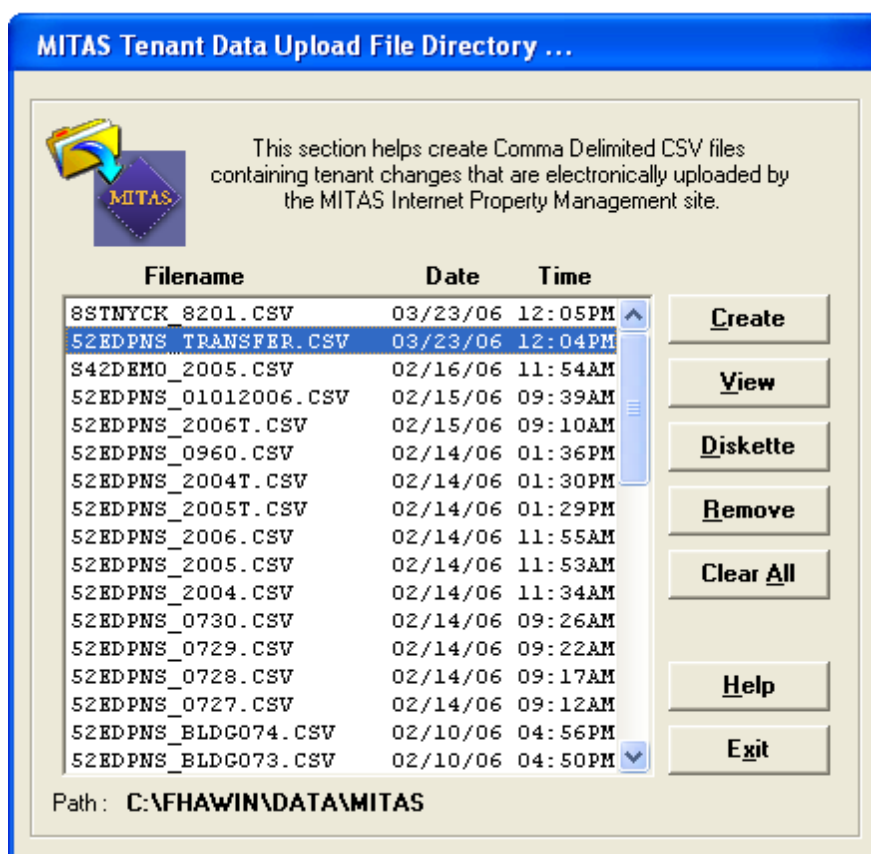 MITAS Tenant Data Upload File Directory ...
MITAS
This section helps create Comma Delimited CSV files
containing tenant changes that are electronically uploaded by
the MITAS Internet Property Management site.
Filename Date Time
8STNYCK_8201.CSV 03/23/06 12:05PM
52EDPNS_TRANSFER.CSV 03/23/06 12:04PM
S42DEMO_2005.CSV 02/16/06 11:54AM
52EDPNS_01012006.CSV 02/15/06 09:39AM
52EDPNS_2006T.CSV 02/15/06 09:10AM
52EDPNS_0960.CSV 02/14/06 01:36PM
52EDPNS_2004T.CSV 02/14/06 01:30PM
52EDPNS_2005T.CSV 02/14/06 01:29PM
52EDPNS_2006.CSV 02/14/06 11:55AM
52EDPNS_2005.CSV 02/14/06 11:53AM
52EDPNS_2004.CSV 02/14/06 11:34AM
52EDPNS_0730.CSV 02/14/06 09:26AM
52EDPNS_0729.CSV 02/14/06 09:22AM
52EDPNS_0728.CSV 02/14/06 09:17AM
52EDPNS_0727.CSV 02/14/06 09:12AM
52EDPNS_BLDG074.CSV 02/10/06 04:56PM
52EDPNS_BLDG073.CSV 02/10/06 04:50PM
Create
View
Diskette
Remove
Clear All
Help
Exit
Path : C:\FHAWIN\DATA\MITAS